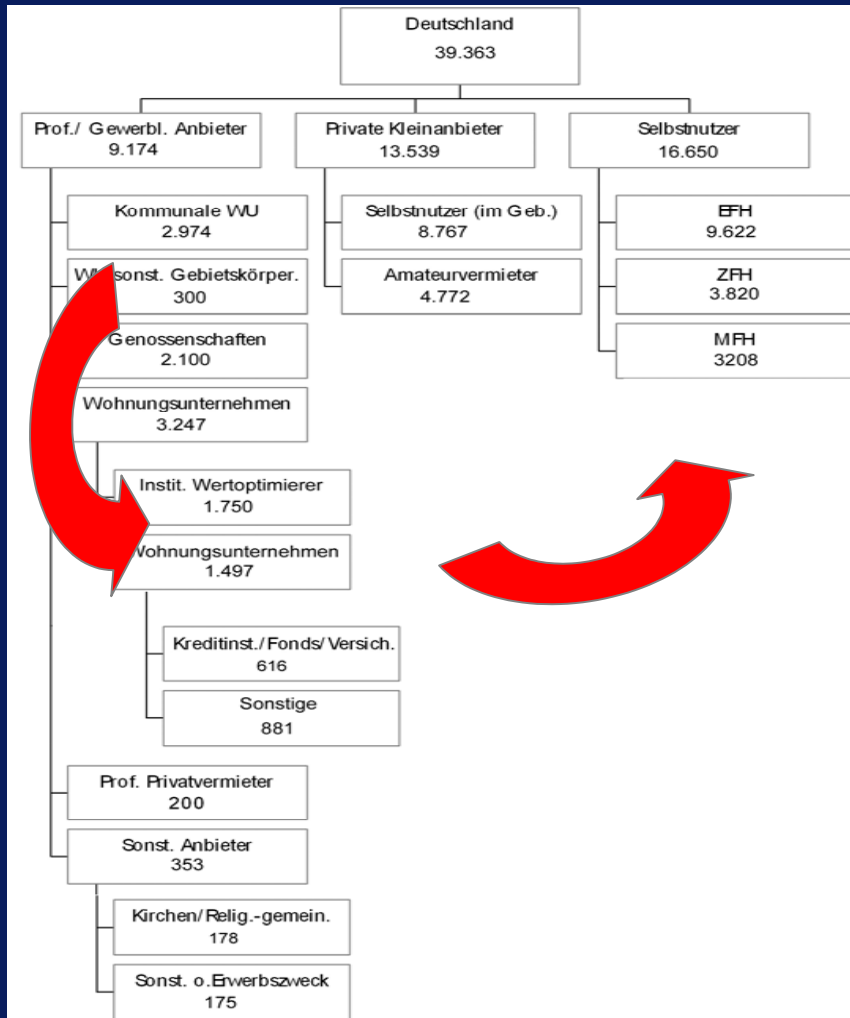 Deutschland
39.363
Prof./ Gewerbl. Anbieter
9.174
Private Kleinanbieter
13.539
Selbstnutzer
16.650
Kommunale WU
2.974
sonst. Gebietskörper.
300
Genossenschaften
2.100
Wohnungsunternehmen
3.247
Instit. Wertoptimierer
1.750
Wohnungsunternehmen
1.497
Kreditinst./Fonds/Versich.
616
Sonstige
881
Prof. Privatvermieter
200
Sonst. Anbieter
353
Kirchen/Relig.-gemein.
178
Sonst. o.Erwerbszweck
175
Selbstnutzer (im Geb.)
8.767
Amateurvermieter
4.772
EFH
9.622
ZFH
3.820
MFH
3208